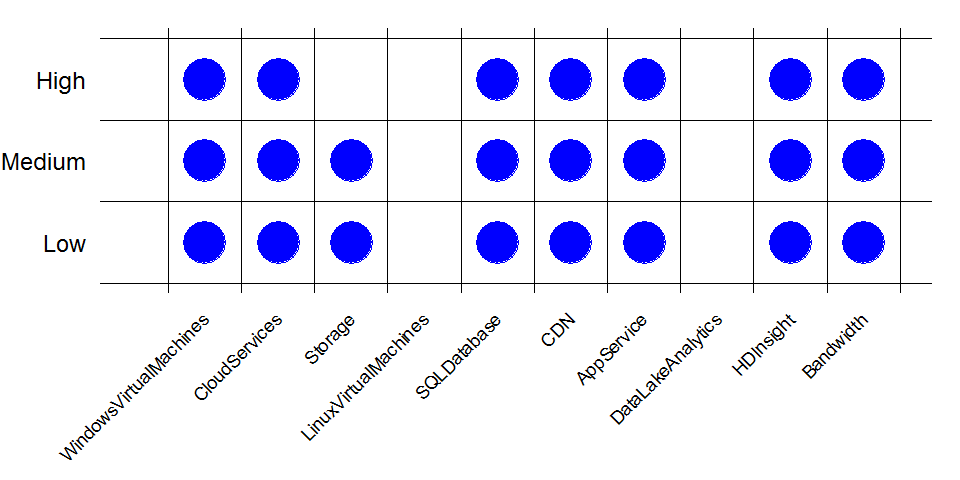 High
Medium
Low
WindowsVirtualMachines
CloudServices
Storage
LinuxVirtualMachines
SQLDatabase
CDN
AppService
DataLakeAnalytics
HDInsight
Bandwidth